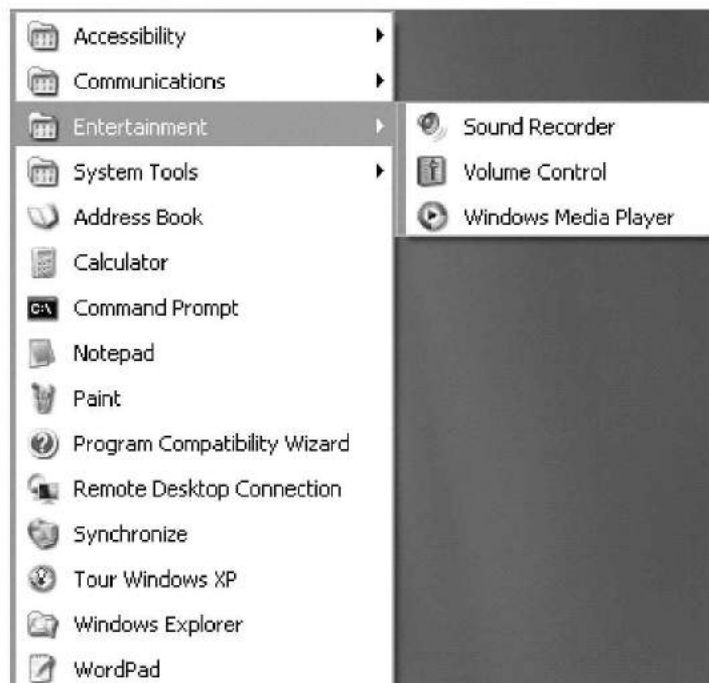 Accessibility
Communications
Entertainment
Sound Recorder
System Tools
Volume Control
Address Book
Windows Media Player
Calculator
C:\
Command Prompt
Notepad
Paint
Program Compatibility Wizard
Remote Desktop Connection
Synchronize
Tour Windows XP
Windows Explorer
WordPad